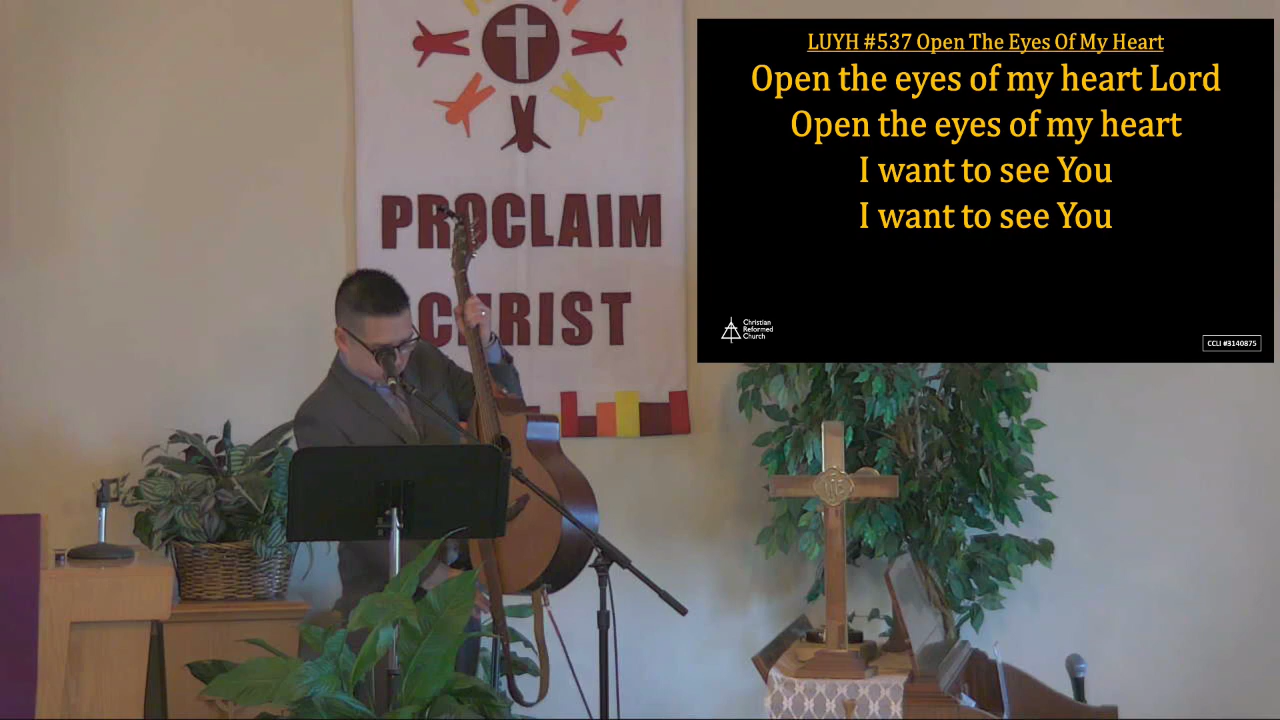 PROCLAIM
CHRIST
LUYH #537 Open The Eyes Of My Heart
Open the eyes of my heart Lord
Open the eyes of my heart
I want to see You
I want to see You
Christian
Reformed
Church
CCLI #3140875